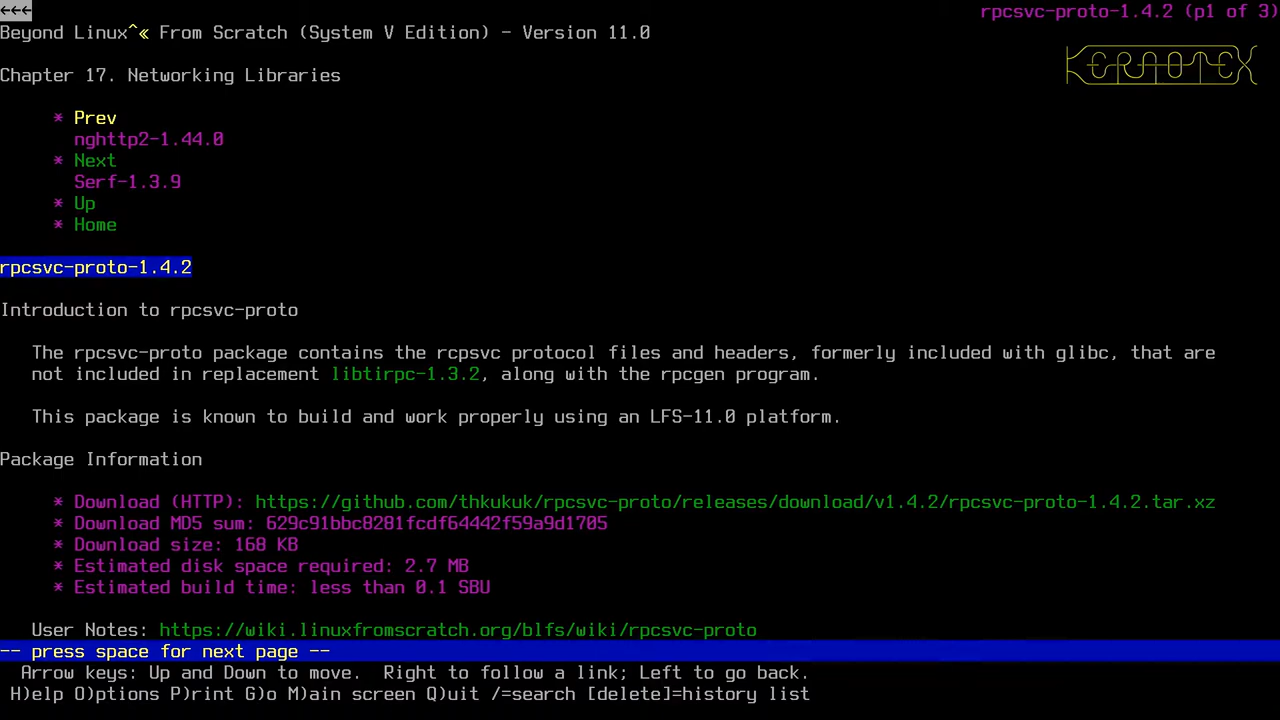 ←←←
rpcsvc-proto-1.4.2 (p1 of 3)
Beyond Linux^« From Scratch (System V Edition) - Version 11.0
KERNOTEX
Chapter 17. Networking Libraries
* Prev
nghttp2-1.44.0
* Next
Serf-1.3.9
* Up
* Home
rpcsvc-proto-1.4.2
Introduction to rpcsvc-proto
The rpcsvc-proto package contains the rcpsvc protocol files and headers, formerly included with glibc, that are
not included in replacement libtirpc-1.3.2, along with the rpcgen program.
This package is known to build and work properly using an LFS-11.0 platform.
Package Information
* Download (HTTP): https://github.com/thkukuk/rpcsvc-proto/releases/download/v1.4.2/rpcsvc-proto-1.4.2.tar.xz
* Download MD5 sum: 629c91bbc8281fcdf64442f59a9d1705
* Download size: 168 KB
* Estimated disk space required: 2.7 MB
* Estimated build time: less than 0.1 SBU
User Notes: https://wiki.linuxfromscratch.org/blfs/wiki/rpcsvc-proto
-- press space for next page --
Arrow keys: Up and Down to move. Right to follow a link; Left to go back.
H)elp O)ptions P)rint G)o M)ain screen Q)uit /=search [delete]=history list